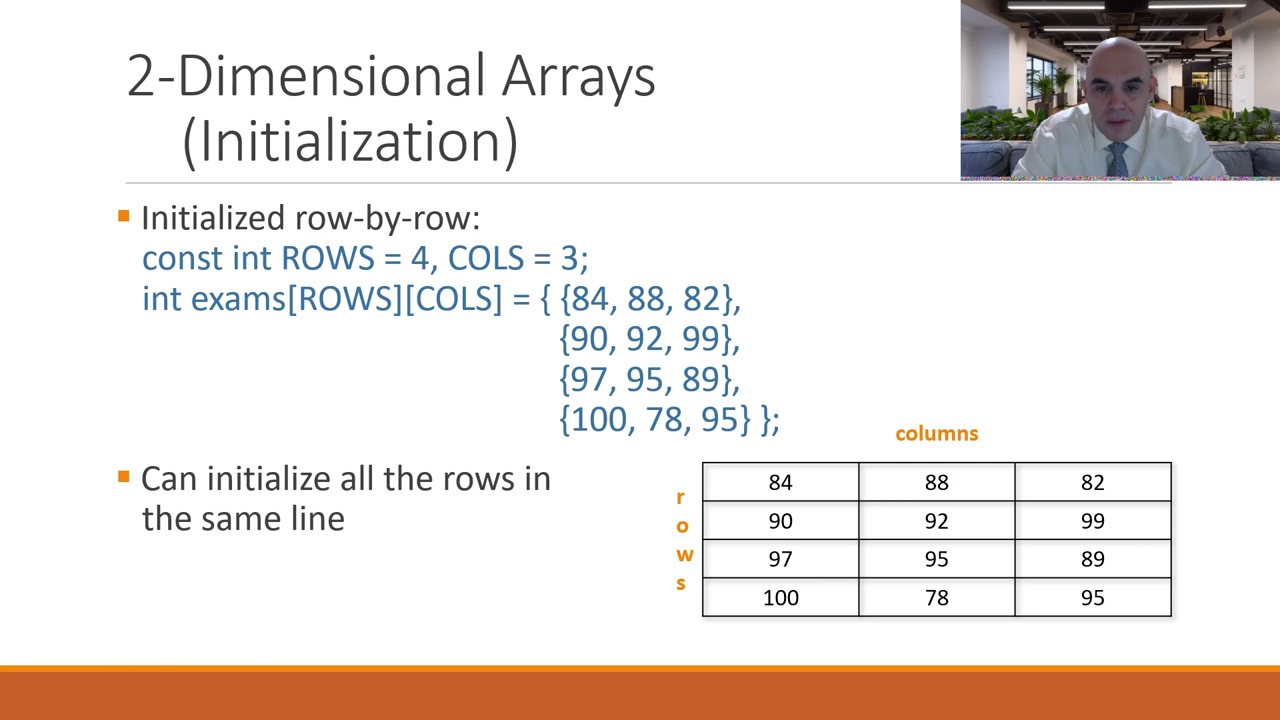 2-Dimensional Arrays
(Initialization)
Initialized row-by-row:
const int ROWS = 4, COLS = 3;
int exams[ROWS][COLS] = { {84, 88, 82},
{90, 92, 99},
{97, 95, 89},
{100, 78, 95} };
Can initialize all the rows in
the same line
columns
rows
84 88 82
90 92 99
97 95 89
100 78 95